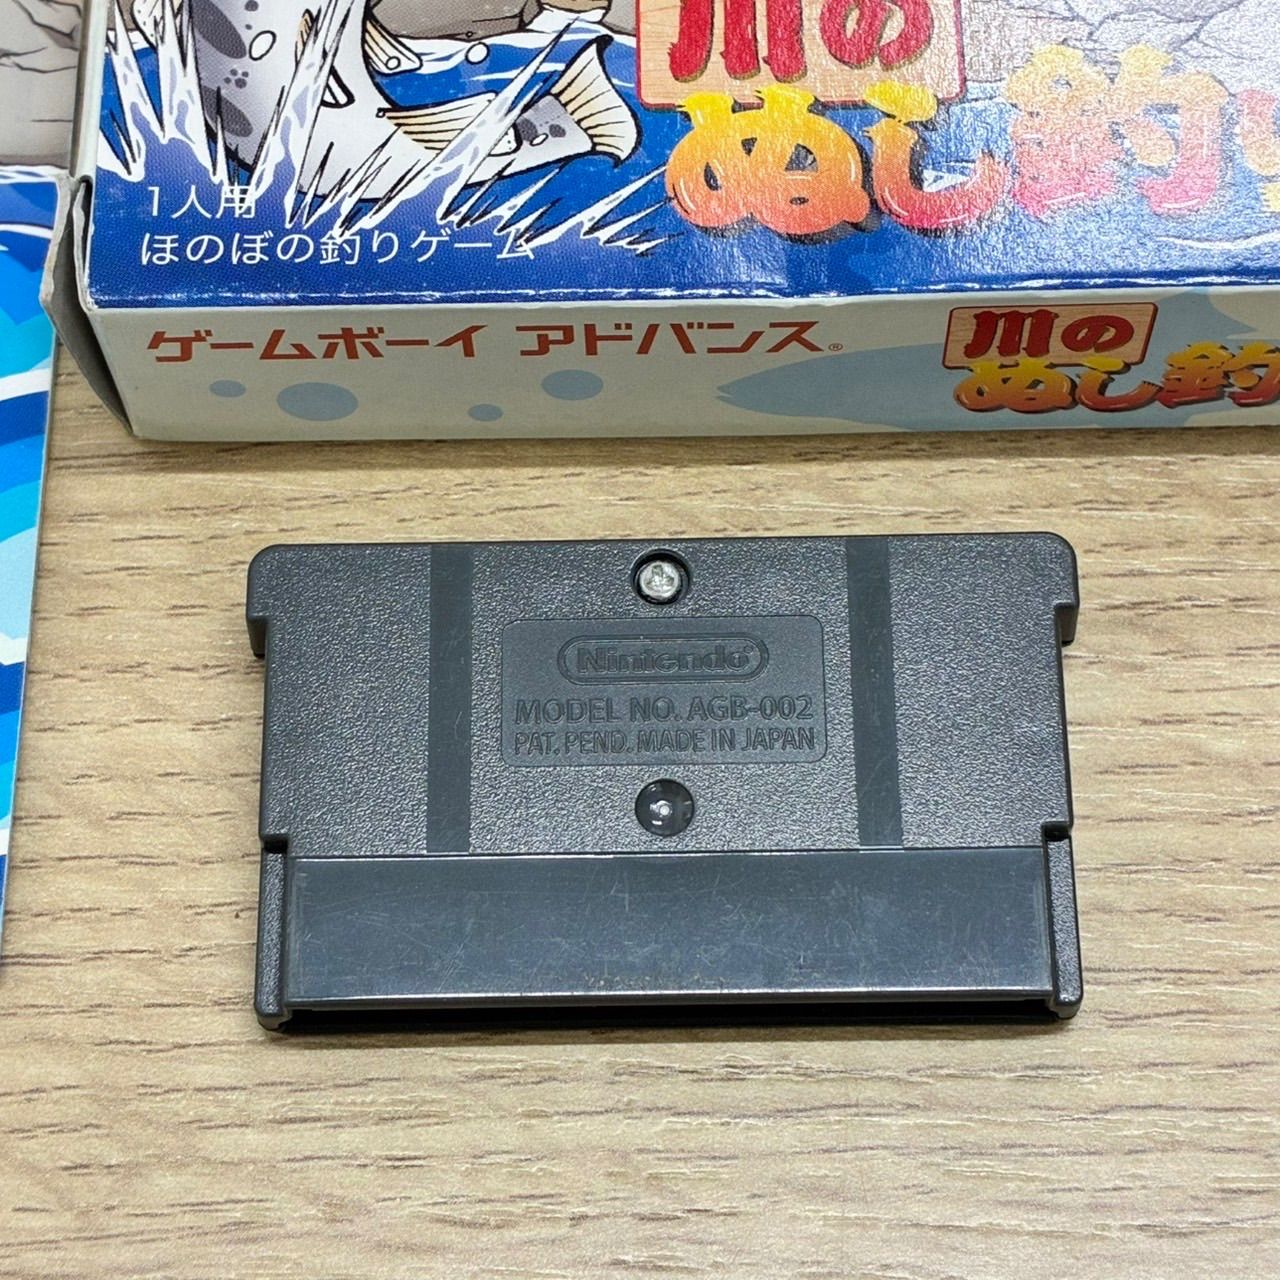 川の
ぬし釣り
1人用
ほのぼの釣りゲーム
ゲームボーイ アドバンス®
川の
ぬし釣
Nintendo®
MODEL NO. AGB-002
PAT. PEND. MADE IN JAPAN